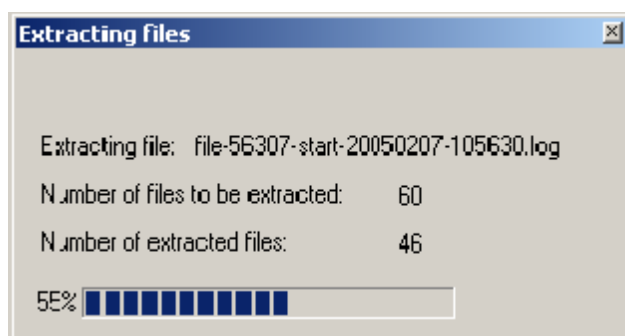 Extracting files
Extracting file: file-56307-start-20050207-105630.log
Number of files to be extracted: 60
Number of extracted files: 46
55%